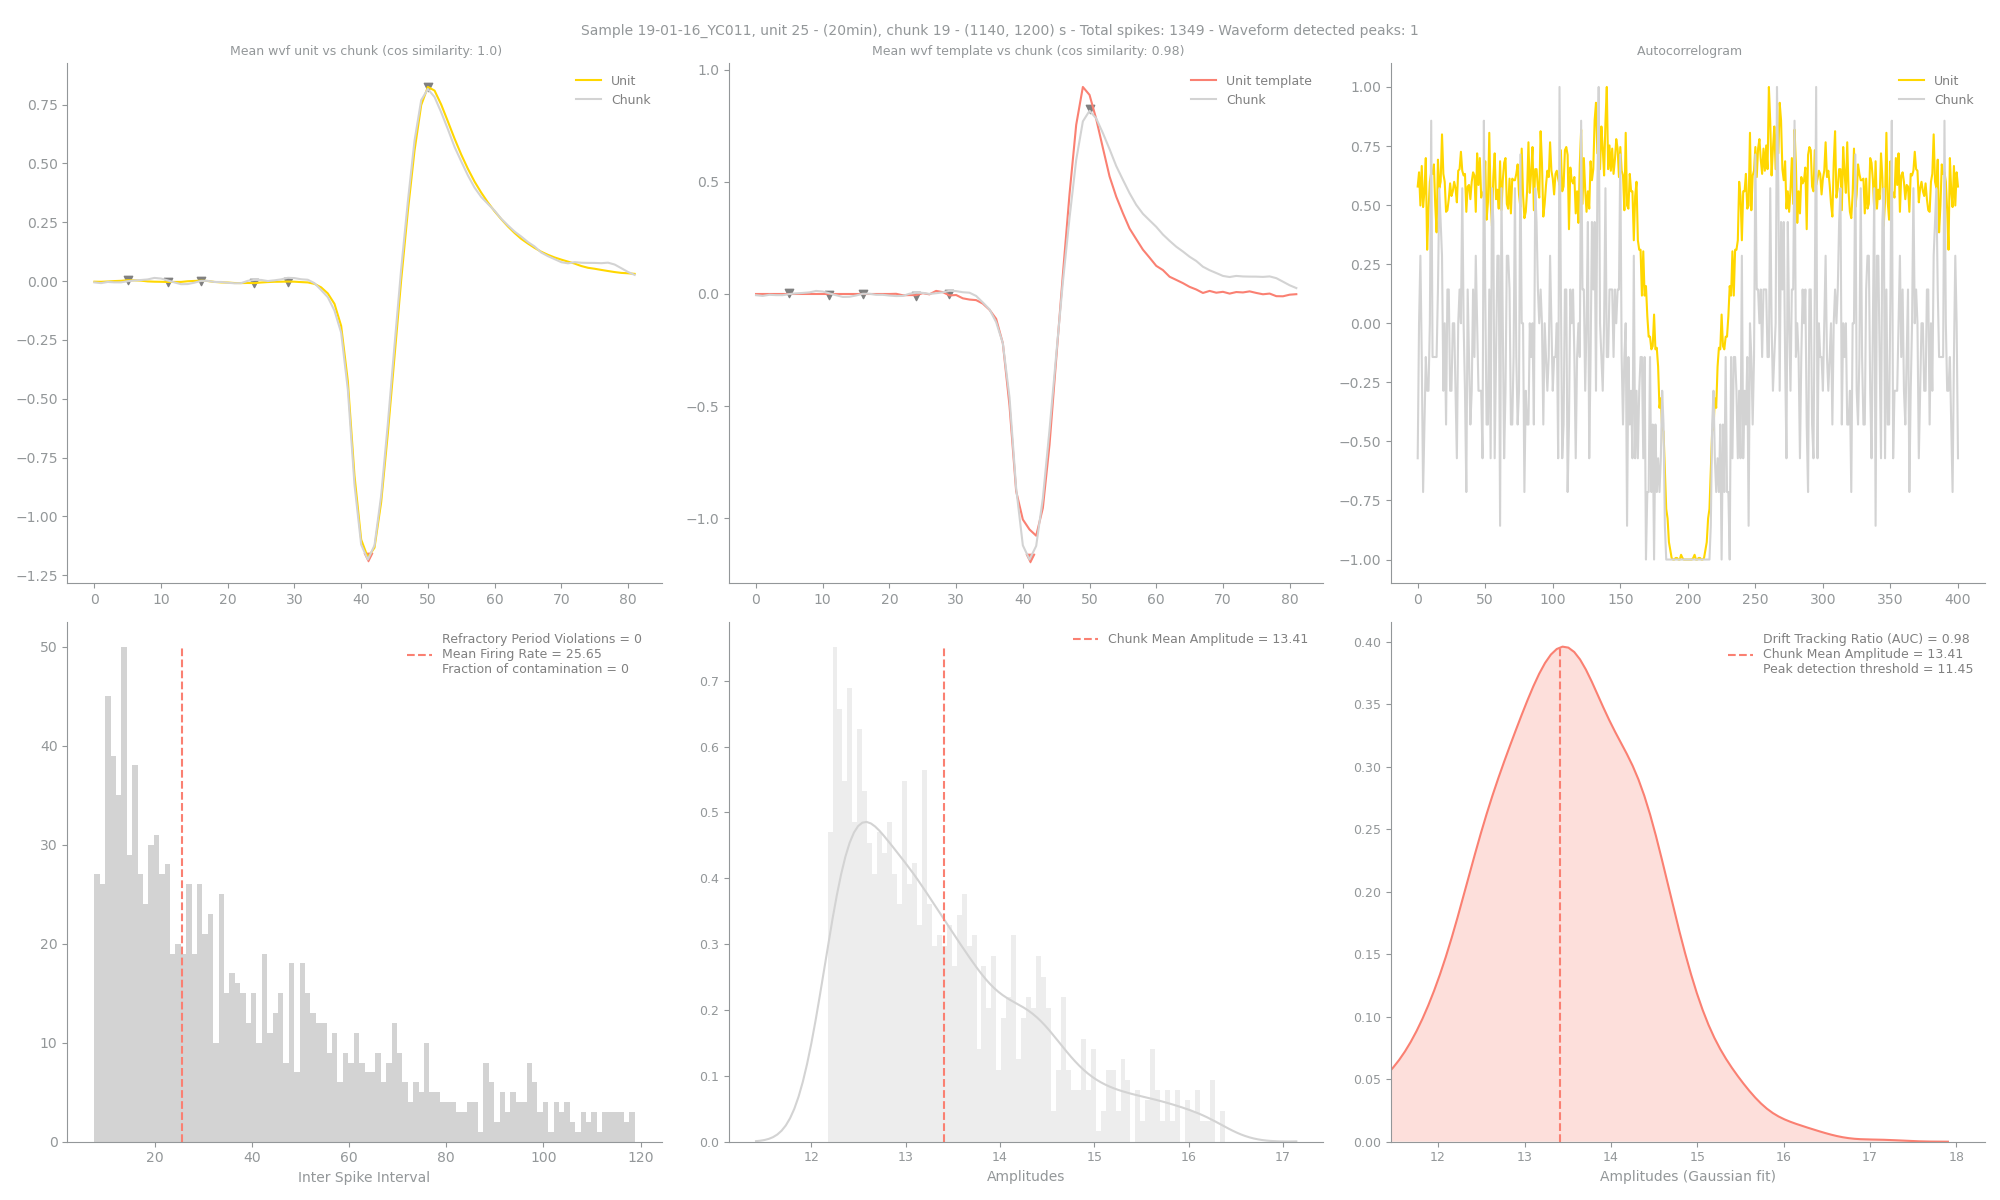 Sample 19-01-16_YC011, unit 25 - (20min), chunk 19 - (1140, 1200) s - Total spikes: 1349 - Waveform detected peaks: 1
Mean wvf unit vs chunk (cos similarity: 1.0)
Unit
Chunk
0.75
0.50
0.25
0.00
−0.25
−0.50
−0.75
−1.00
−1.25
0 10 20 30 40 50 60 70 80
Mean wvf template vs chunk (cos similarity: 0.98)
Unit template
Chunk
1.0
0.5
0.0
−0.5
−1.0
0 10 20 30 40 50 60 70 80
Autocorrelogram
Unit
Chunk
1.00
0.75
0.50
0.25
0.00
−0.25
−0.50
−0.75
−1.00
0 50 100 150 200 250 300 350 400
Refractory Period Violations = 0
Mean Firing Rate = 25.65
Fraction of contamination = 0
50
40
30
20
10
0
20 40 60 80 100 120
Inter Spike Interval
Chunk Mean Amplitude = 13.41
0.7
0.6
0.5
0.4
0.3
0.2
0.1
0.0
12 13 14 15 16 17
Amplitudes
Drift Tracking Ratio (AUC) = 0.98
Chunk Mean Amplitude = 13.41
Peak detection threshold = 11.45
0.40
0.35
0.30
0.25
0.20
0.15
0.10
0.05
0.00
12 13 14 15 16 17 18
Amplitudes (Gaussian fit)